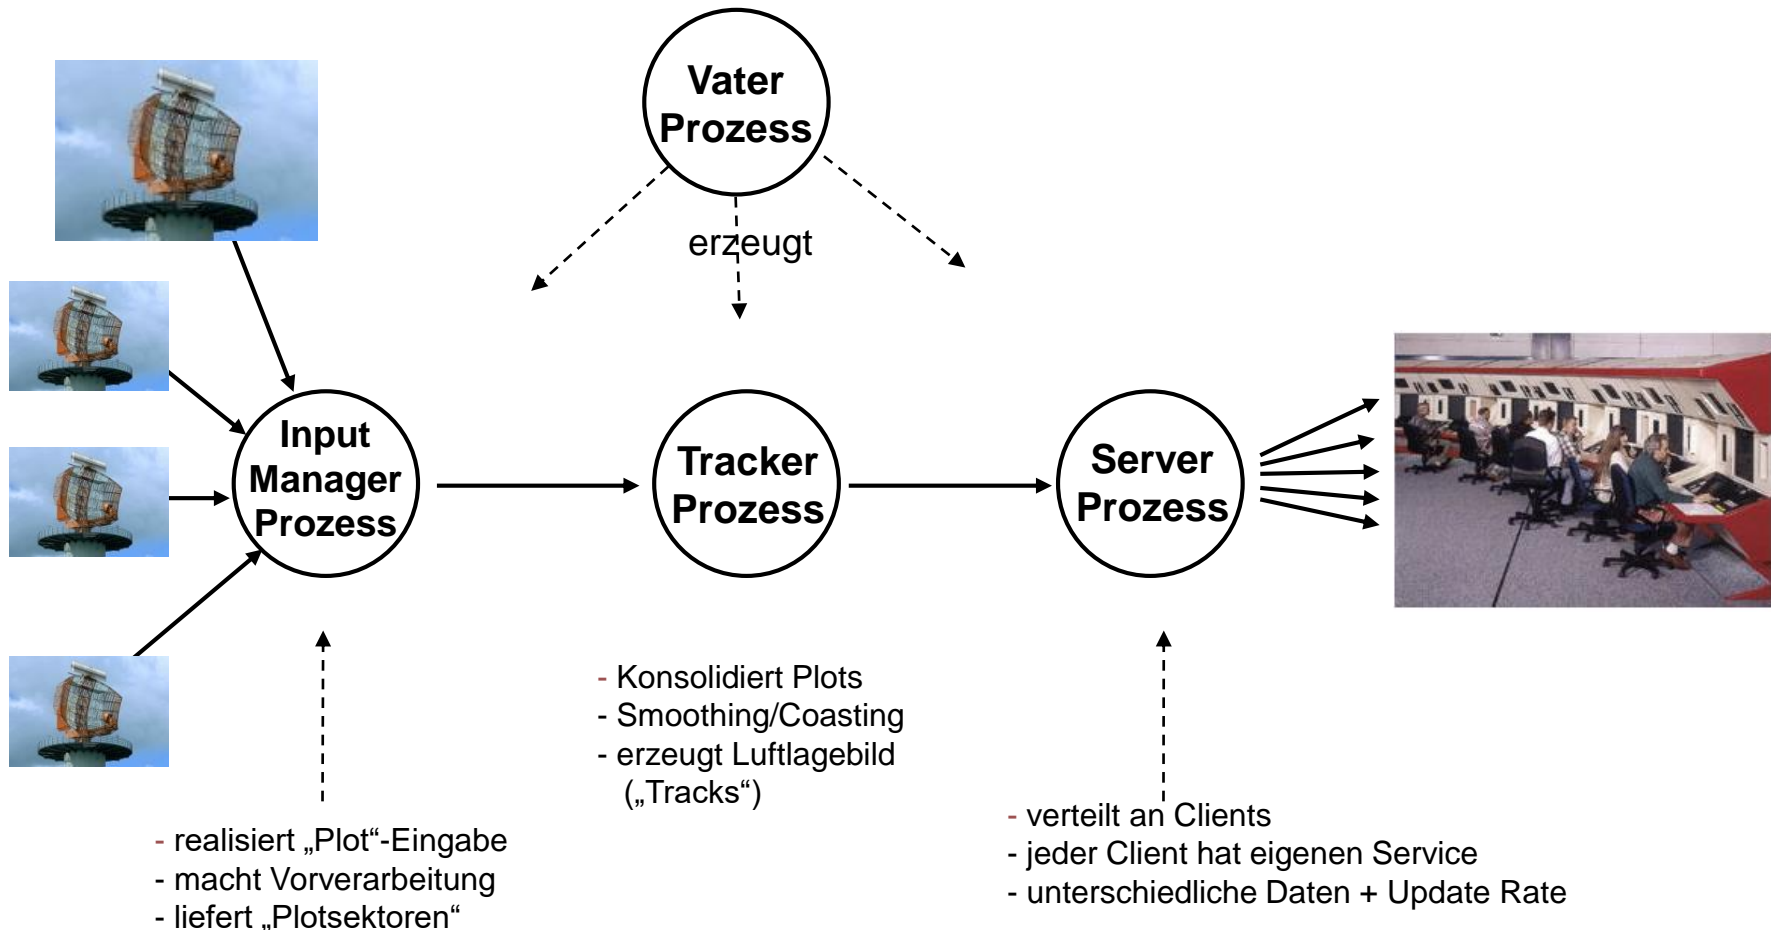 Vater
Prozess
erzeugt
Input
Manager
Prozess
Tracker
Prozess
Server
Prozess
- Konsolidiert Plots
- Smoothing/Coasting
- erzeugt Luftlagebild
(„Tracks“)
- realisiert „Plot“-Eingabe
- macht Vorverarbeitung
- liefert „Plotsektoren“
- verteilt an Clients
- jeder Client hat eigenen Service
- unterschiedliche Daten + Update Rate